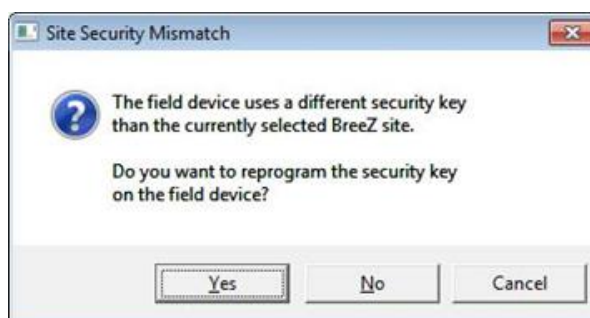 Site Security Mismatch
The field device uses a different security key
than the currently selected BreeZ site.
Do you want to reprogram the security key
on the field device?
Yes
No
Cancel